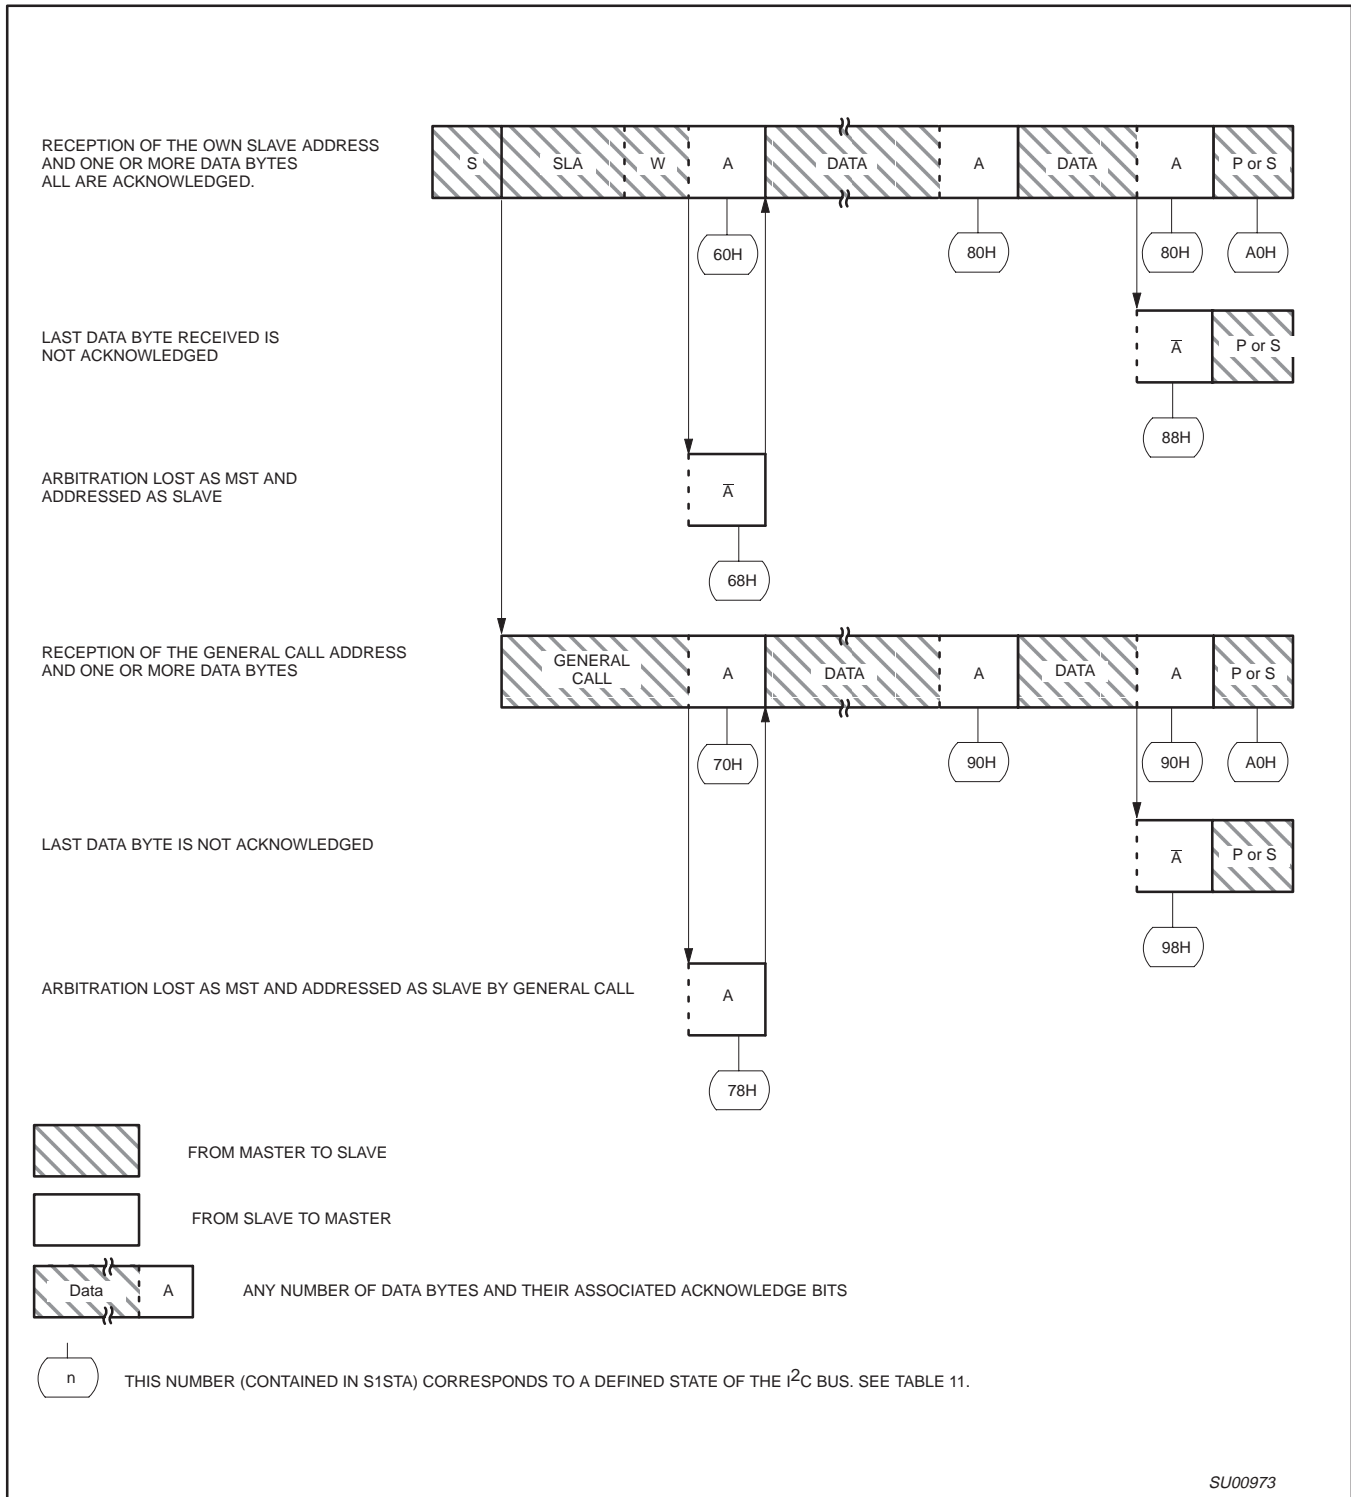 RECEPTION OF THE OWN SLAVE ADDRESS
AND ONE OR MORE DATA BYTES
ALL ARE ACKNOWLEDGED.
S SLA W A DATA A DATA A P or S
60H 80H 80H A0H
LAST DATA BYTE RECEIVED IS
NOT ACKNOWLEDGED
A̅ P or S
88H
ARBITRATION LOST AS MST AND
ADDRESSED AS SLAVE
A̅
68H
RECEPTION OF THE GENERAL CALL ADDRESS
AND ONE OR MORE DATA BYTES
GENERAL
CALL
A DATA A DATA A P or S
70H 90H 90H A0H
LAST DATA BYTE IS NOT ACKNOWLEDGED
A̅ P or S
98H
ARBITRATION LOST AS MST AND ADDRESSED AS SLAVE BY GENERAL CALL
A
78H
FROM MASTER TO SLAVE
FROM SLAVE TO MASTER
Data A ANY NUMBER OF DATA BYTES AND THEIR ASSOCIATED ACKNOWLEDGE BITS
n THIS NUMBER (CONTAINED IN S1STA) CORRESPONDS TO A DEFINED STATE OF THE I²C BUS. SEE TABLE 11.
SU00973